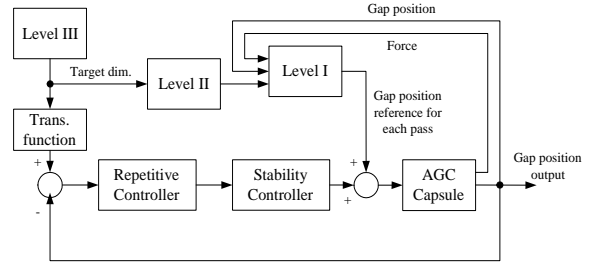 Gap position
Level III
Force
Target dim.
Level II
Level I
Gap position
reference for
each pass
Trans.
function
+
Repetitive
Controller
Stability
Controller
+
+
AGC
Capsule
Gap position
output
-